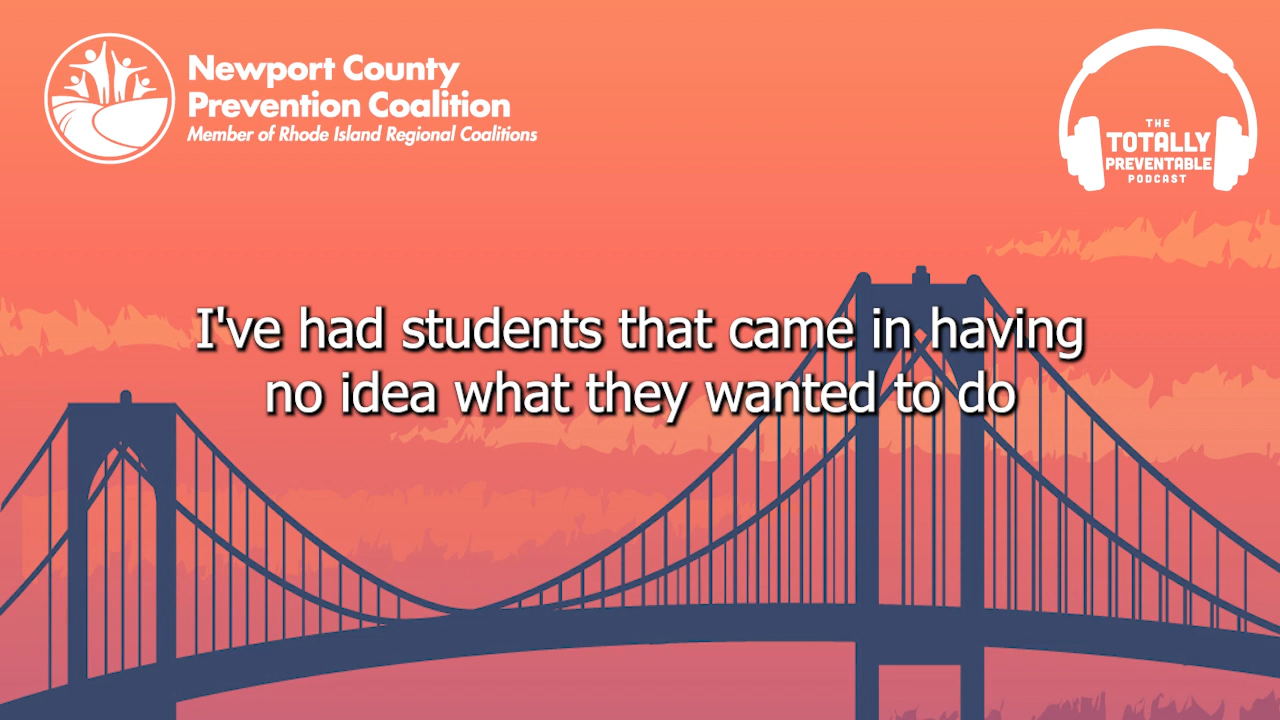 Newport County
Prevention Coalition
Member of Rhode Island Regional Coalitions
THE
TOTALLY
PREVENTABLE
PODCAST
I've had students that came in having
no idea what they wanted to do